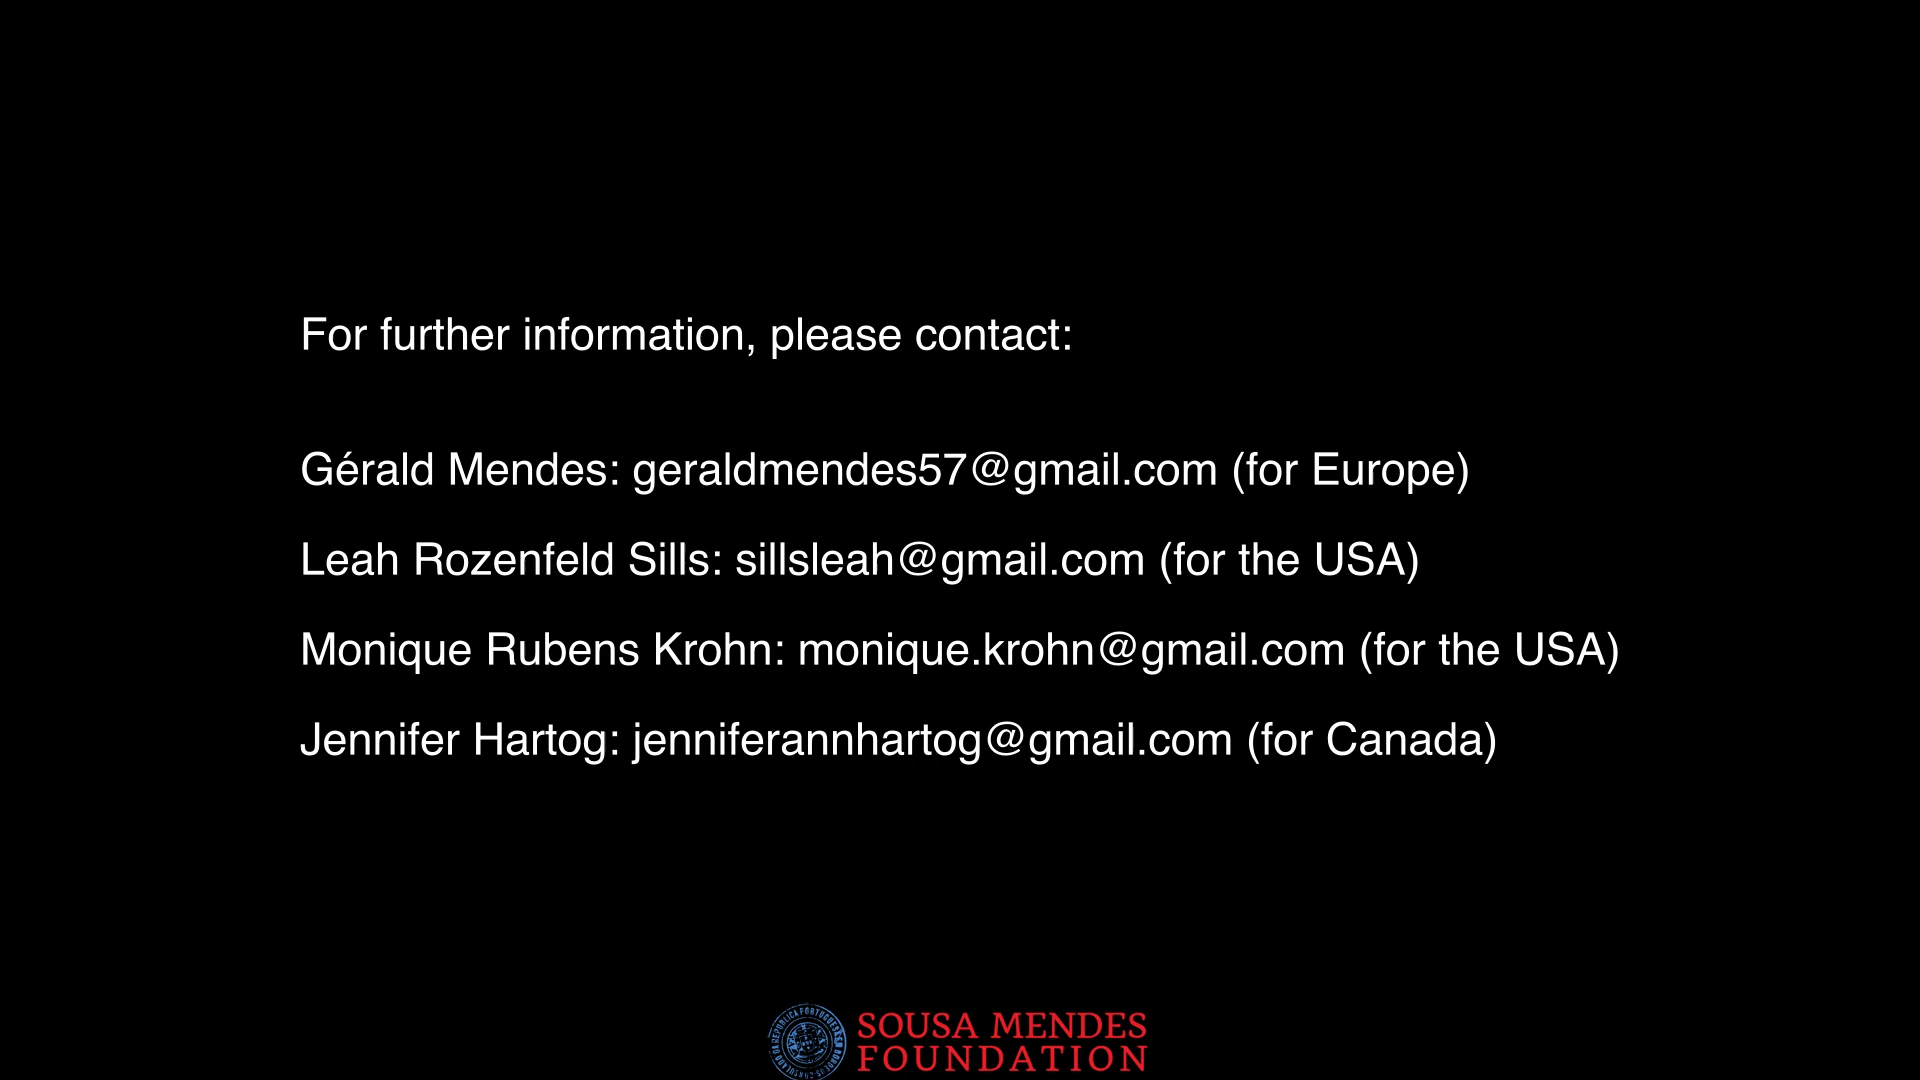 For further information, please contact:
Gérald Mendes: geraldmendes57@gmail.com (for Europe)
Leah Rozenfeld Sills: sillsleah@gmail.com (for the USA)
Monique Rubens Krohn: monique.krohn@gmail.com (for the USA)
Jennifer Hartog: jenniferannhartog@gmail.com (for Canada)
SOUSA MENDES
FOUNDATION